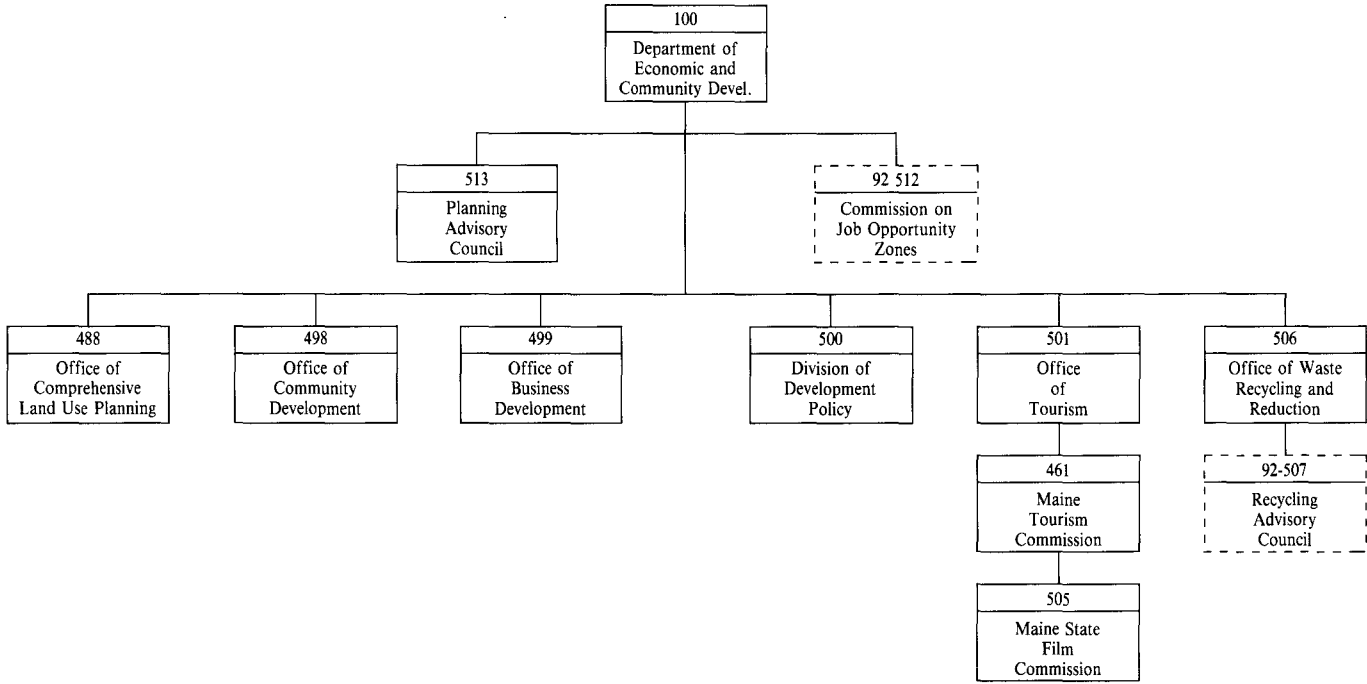 100
Department of
Economic and
Community Devel.
513
Planning
Advisory
Council
92 512
Commission on
Job Opportunity
Zones
488
Office of
Comprehensive
Land Use Planning
498
Office of
Community
Development
499
Office of
Business
Development
500
Division of
Development
Policy
501
Office
of
Tourism
506
Office of Waste
Recycling and
Reduction
461
Maine
Tourism
Commission
92-507
Recycling
Advisory
Council
505
Maine State
Film
Commission